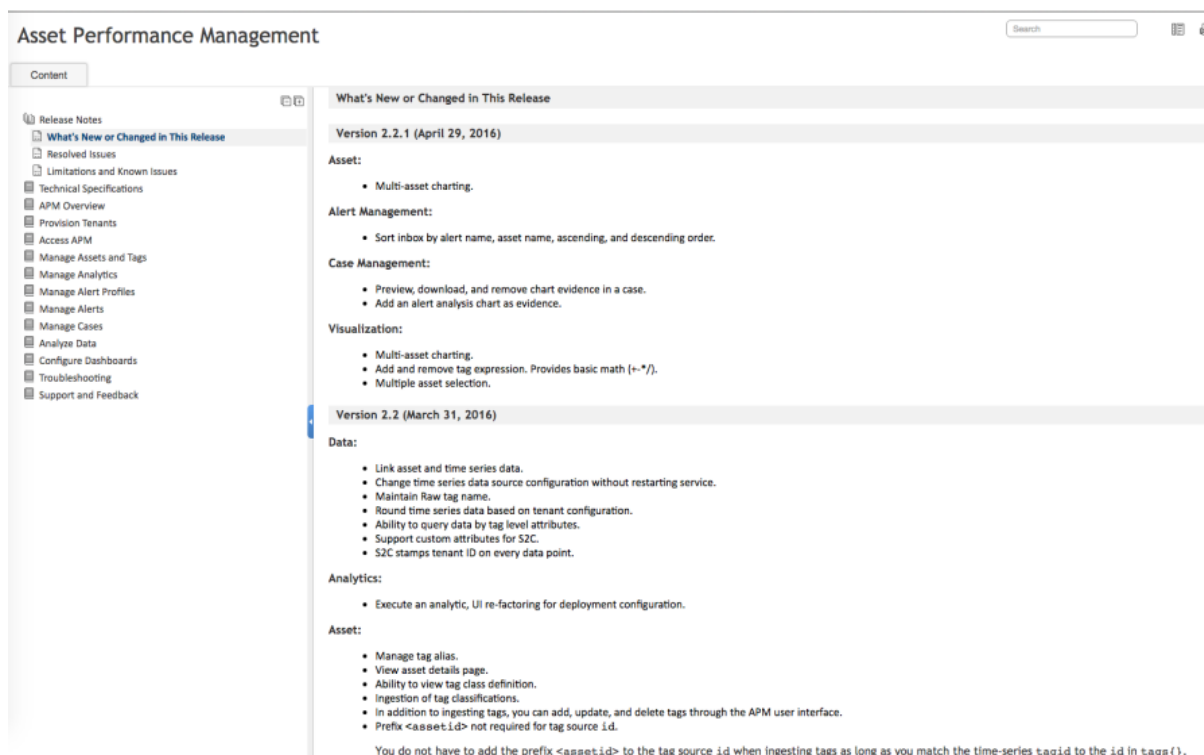 Asset Performance Management
Search
Content
Release Notes
What's New or Changed in This Release
Resolved Issues
Limitations and Known Issues
Technical Specifications
APM Overview
Provision Tenants
Access APM
Manage Assets and Tags
Manage Analytics
Manage Alert Profiles
Manage Alerts
Manage Cases
Analyze Data
Configure Dashboards
Troubleshooting
Support and Feedback
What's New or Changed in This Release
Version 2.2.1 (April 29, 2016)
Asset:
• Multi-asset charting.
Alert Management:
• Sort inbox by alert name, asset name, ascending, and descending order.
Case Management:
• Preview, download, and remove chart evidence in a case.
• Add an alert analysis chart as evidence.
Visualization:
• Multi-asset charting.
• Add and remove tag expression. Provides basic math (+-*/).
• Multiple asset selection.
Version 2.2 (March 31, 2016)
Data:
• Link asset and time series data.
• Change time series data source configuration without restarting service.
• Maintain Raw tag name.
• Round time series data based on tenant configuration.
• Ability to query data by tag level attributes.
• Support custom attributes for S2C.
• S2C stamps tenant ID on every data point.
Analytics:
• Execute an analytic, UI re-factoring for deployment configuration.
Asset:
• Manage tag alias.
• View asset details page.
• Ability to view tag class definition.
• Ingestion of tag classifications.
• In addition to ingesting tags, you can add, update, and delete tags through the APM user interface.
• Prefix <assetid> not required for tag source id.
You do not have to add the prefix <assetid> to the tag source id when ingesting tags as long as you match the time-series tagid to the id in tags{}.